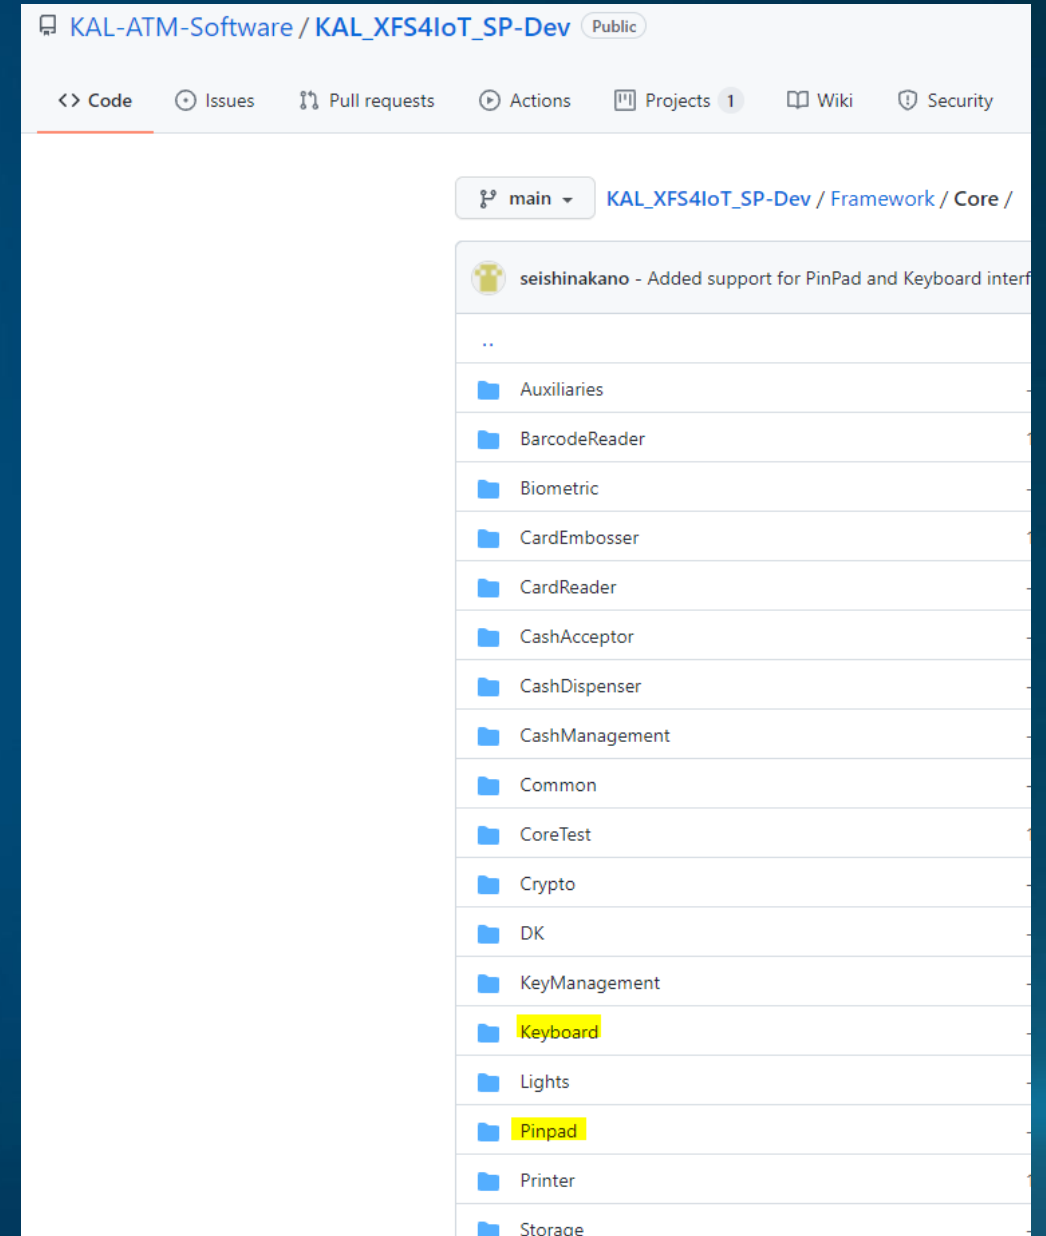 KAL-ATM-Software / KAL_XFS4IoT_SP-Dev Public
<> Code Issues Pull requests Actions Projects 1 Wiki Security
main KAL_XFS4IoT_SP-Dev / Framework / Core /
seishinakano - Added support for PinPad and Keyboard interf
..
Auxiliaries
BarcodeReader
Biometric
CardEmbosser
CardReader
CashAcceptor
CashDispenser
CashManagement
Common
CoreTest
Crypto
DK
KeyManagement
Keyboard
Lights
Pinpad
Printer
Storage